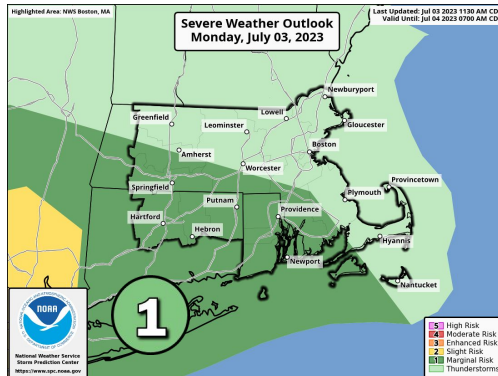 Highlighted Area: NWS Boston, MA
Severe Weather Outlook
Monday, July 03, 2023
Last Updated: Jul 03 2023 1130 AM CD
Valid Until: Jul 04 2023 0700 AM CD
Newburyport
Greenfield
Lowell
Gloucester
Leominster
Boston
Amherst
Worcester
Springfield
Provincetown
Plymouth
Putnam
Hartford
Providence
Hebron
Hyannis
Newport
Nantucket
1
NOAA
National Weather Service
Storm Prediction Center
https://www.spc.noaa.gov
5 High Risk
4 Moderate Risk
3 Enhanced Risk
2 Slight Risk
1 Marginal Risk
Thunderstorms